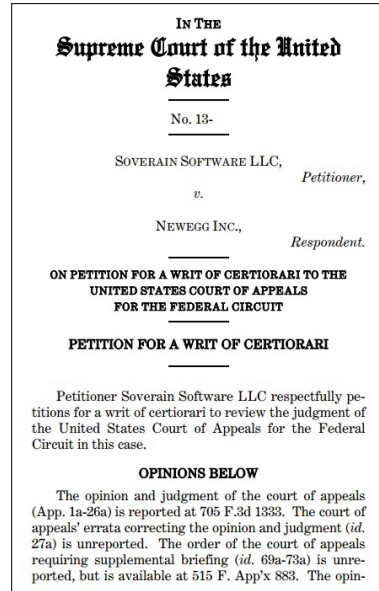 IN THE
Supreme Court of the United
States
No. 13-
SOVERAIN SOFTWARE LLC,
Petitioner,
v.
NEWEGG INC.,
Respondent.
ON PETITION FOR A WRIT OF CERTIORARI TO THE
UNITED STATES COURT OF APPEALS
FOR THE FEDERAL CIRCUIT
PETITION FOR A WRIT OF CERTIORARI
Petitioner Soverain Software LLC respectfully pe-
titions for a writ of certiorari to review the judgment of
the United States Court of Appeals for the Federal
Circuit in this case.
OPINIONS BELOW
The opinion and judgment of the court of appeals
(App. 1a-26a) is reported at 705 F.3d 1333. The court of
appeals' errata correcting the opinion and judgment (id.
27a) is unreported. The order of the court of appeals
requiring supplemental briefing (id. 69a-73a) is unre-
ported, but is available at 515 F. App'x 883. The opin-